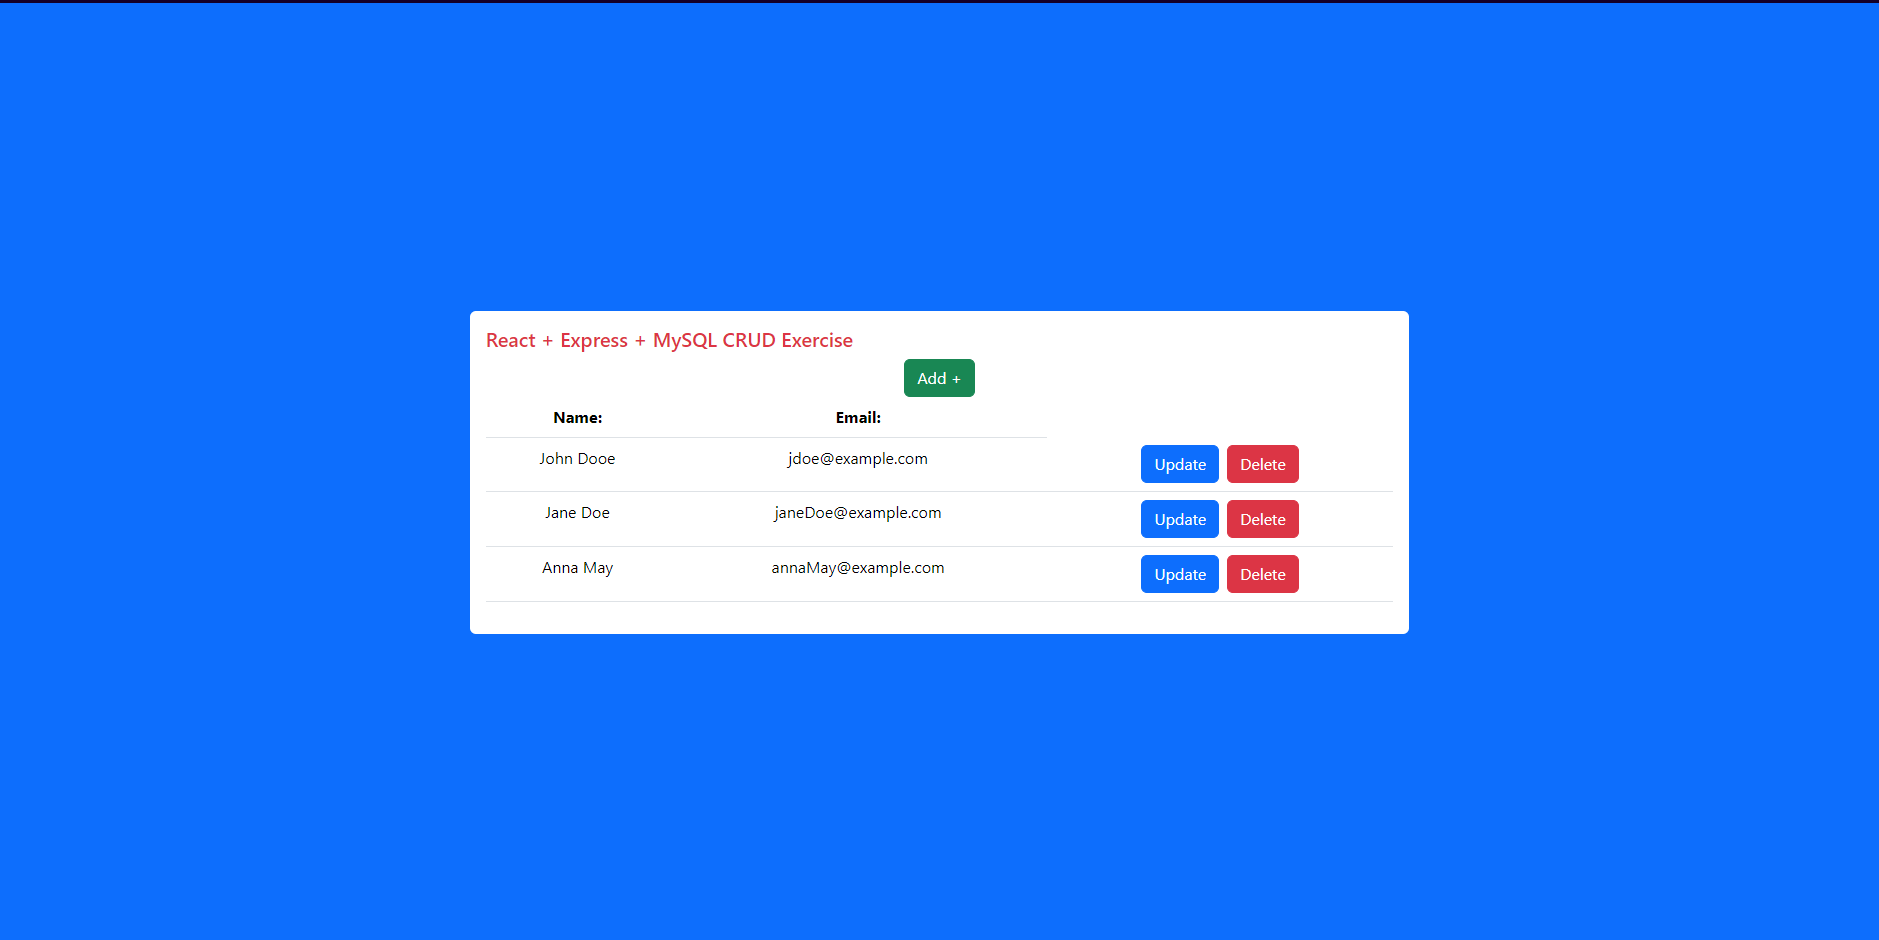 React + Express + MySQL CRUD Exercise
Add +
Name: Email:
John Dooe jdoe@example.com Update Delete
Jane Doe janeDoe@example.com Update Delete
Anna May annaMay@example.com Update Delete